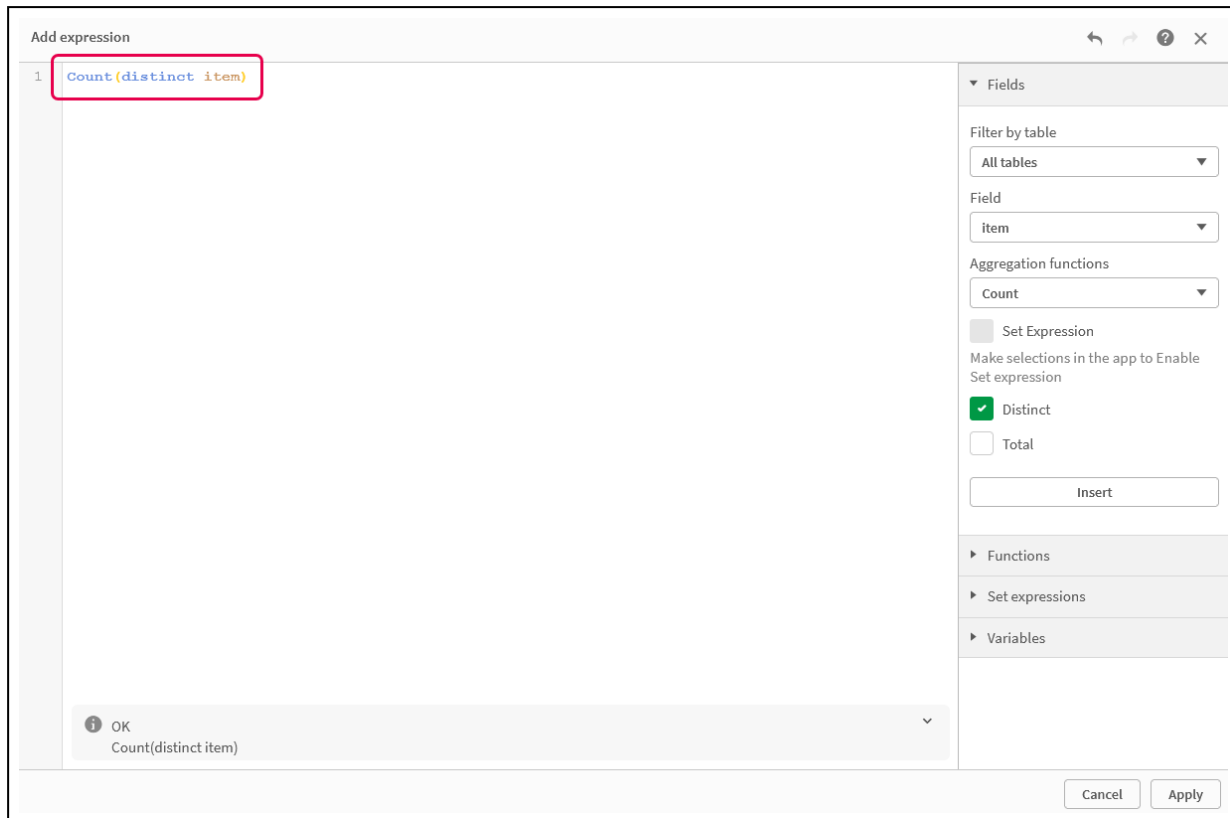 Add expression
1 Count(distinct item)
Fields
Filter by table
All tables
Field
item
Aggregation functions
Count
Set Expression
Make selections in the app to Enable
Set expression
Distinct
Total
Insert
Functions
Set expressions
Variables
OK
Count(distinct item)
Cancel Apply